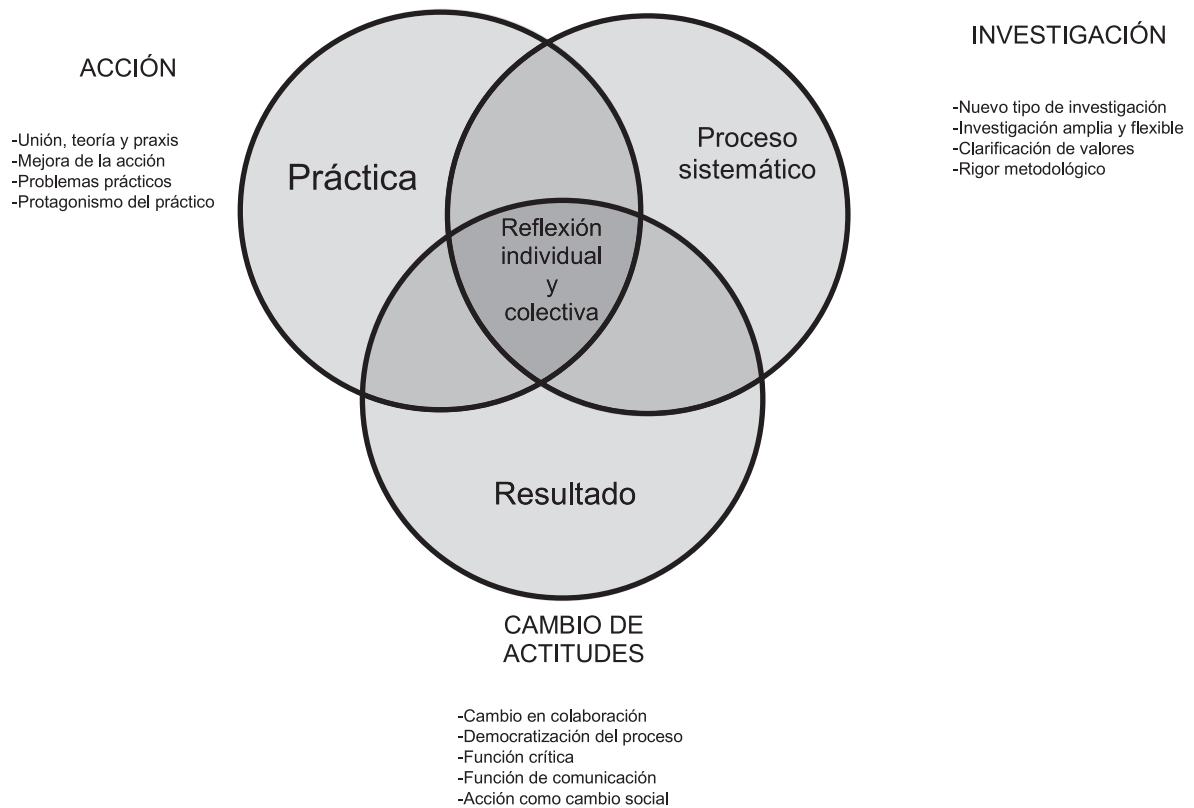 ACCIÓN
-Unión, teoría y praxis
-Mejora de la acción
-Problemas prácticos
-Protagonismo del práctico
Práctica
Proceso
sistemático
Reflexión
individual
y
colectiva
Resultado
INVESTIGACIÓN
-Nuevo tipo de investigación
-Investigación amplia y flexible
-Clarificación de valores
-Rigor metodológico
CAMBIO DE
ACTITUDES
-Cambio en colaboración
-Democratización del proceso
-Función crítica
-Función de comunicación
-Acción como cambio social